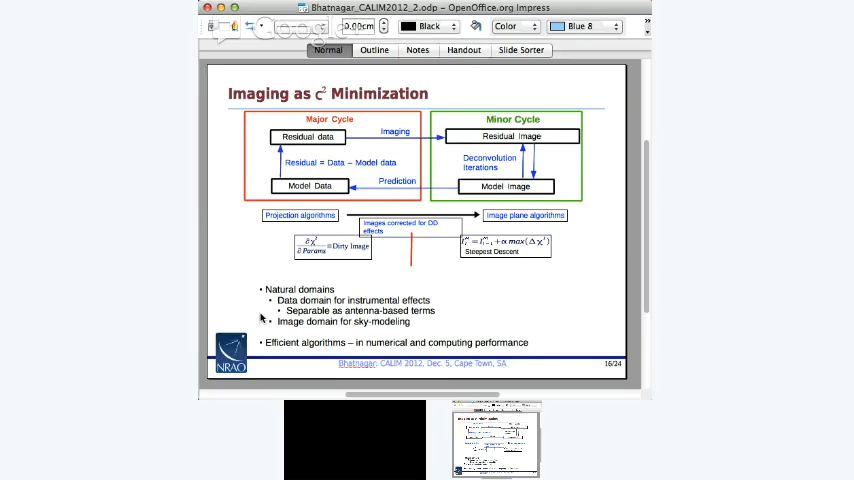 Bhatnagar_CALIM2012_2.odp - OpenOffice.org Impress
0.00cm Black Color Blue 8
Normal Outline Notes Handout Slide Sorter
Imaging as c² Minimization
Major Cycle
Minor Cycle
Residual data
Imaging
Residual Image
Residual = Data – Model data
Deconvolution
Iterations
Model Data
Prediction
Model Image
Projection algorithms
Image plane algorithms
Images corrected for DD
effects
∂χ²
∂ Params
=Dirty Image
Steepest Descent
• Natural domains
• Data domain for instrumental effects
• Separable as antenna-based terms
• Image domain for sky-modeling
• Efficient algorithms – in numerical and computing performance
NRAO
Bhatnagar: CALIM 2012, Dec. 5, Cape Town, SA
16/24